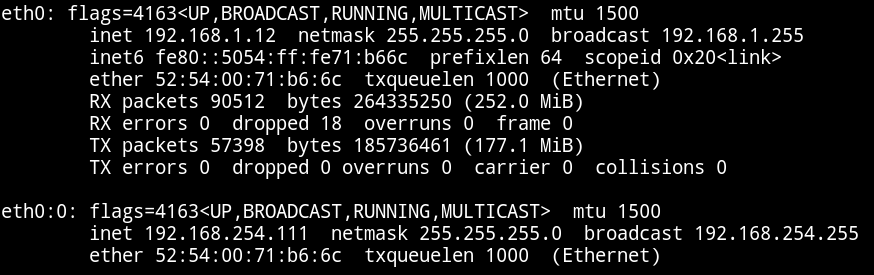 eth0: flags=4163<UP,BROADCAST,RUNNING,MULTICAST>  mtu 1500
        inet 192.168.1.12  netmask 255.255.255.0  broadcast 192.168.1.255
        inet6 fe80::5054:ff:fe71:b66c  prefixlen 64  scopeid 0x20<link>
        ether 52:54:00:71:b6:6c  txqueuelen 1000  (Ethernet)
        RX packets 90512  bytes 264335250 (252.0 MiB)
        RX errors 0  dropped 18  overruns 0  frame 0
        TX packets 57398  bytes 185736461 (177.1 MiB)
        TX errors 0  dropped 0 overruns 0  carrier 0  collisions 0

eth0:0: flags=4163<UP,BROADCAST,RUNNING,MULTICAST>  mtu 1500
        inet 192.168.254.111  netmask 255.255.255.0  broadcast 192.168.254.255
        ether 52:54:00:71:b6:6c  txqueuelen 1000  (Ethernet)